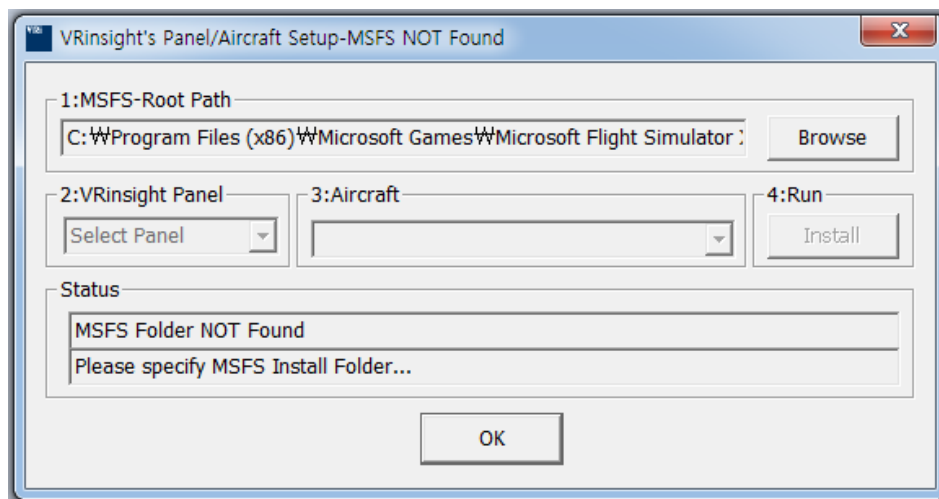 VRinsight's Panel/Aircraft Setup-MSFS NOT Found
1:MSFS-Root Path
C:₩Program Files (x86)₩Microsoft Games₩Microsoft Flight Simulator
Browse
2:VRinsight Panel
3:Aircraft
4:Run
Select Panel
Install
Status
MSFS Folder NOT Found
Please specify MSFS Install Folder...
OK